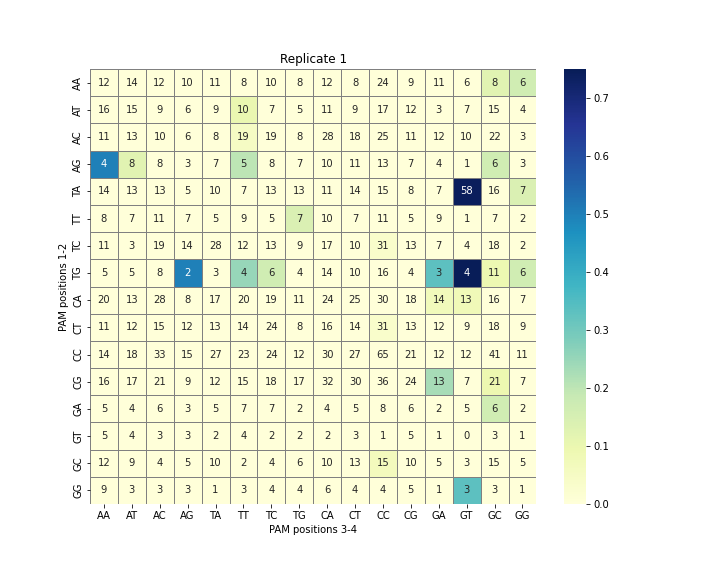 Replicate 1
AA 12 14 12 10 11 8 10 8 12 8 24 9 11 6 8 6
AT 16 15 9 6 9 10 7 5 11 9 17 12 3 7 15 4
AC 11 13 10 6 8 19 19 8 28 18 25 11 12 10 22 3
AG 4 8 8 3 7 5 8 7 10 11 13 7 4 1 6 3
TA 14 13 13 5 10 7 13 13 11 14 15 8 7 58 16 7
TT 8 7 11 7 5 9 5 7 10 7 11 5 9 1 7 2
TC 11 3 19 14 28 12 13 9 17 10 31 13 7 4 18 2
TG 5 5 8 2 3 4 6 4 14 10 16 4 3 4 11 6
CA 20 13 28 8 17 20 19 11 24 25 30 18 14 13 16 7
CT 11 12 15 12 13 14 24 8 16 14 31 13 12 9 18 9
CC 14 18 33 15 27 23 24 12 30 27 65 21 12 12 41 11
CG 16 17 21 9 12 15 18 17 32 30 36 24 13 7 21 7
GA 5 4 6 3 5 7 7 2 4 5 8 6 2 5 6 2
GT 5 4 3 3 2 4 2 2 2 3 1 5 1 0 3 1
GC 12 9 4 5 10 2 4 6 10 13 15 10 5 3 15 5
GG 9 3 3 3 1 3 4 4 6 4 4 5 1 3 3 1
AA AT AC AG TA TT TC TG CA CT CC CG GA GT GC GG
PAM positions 3-4
PAM positions 1-2
0.7
0.6
0.5
0.4
0.3
0.2
0.1
0.0